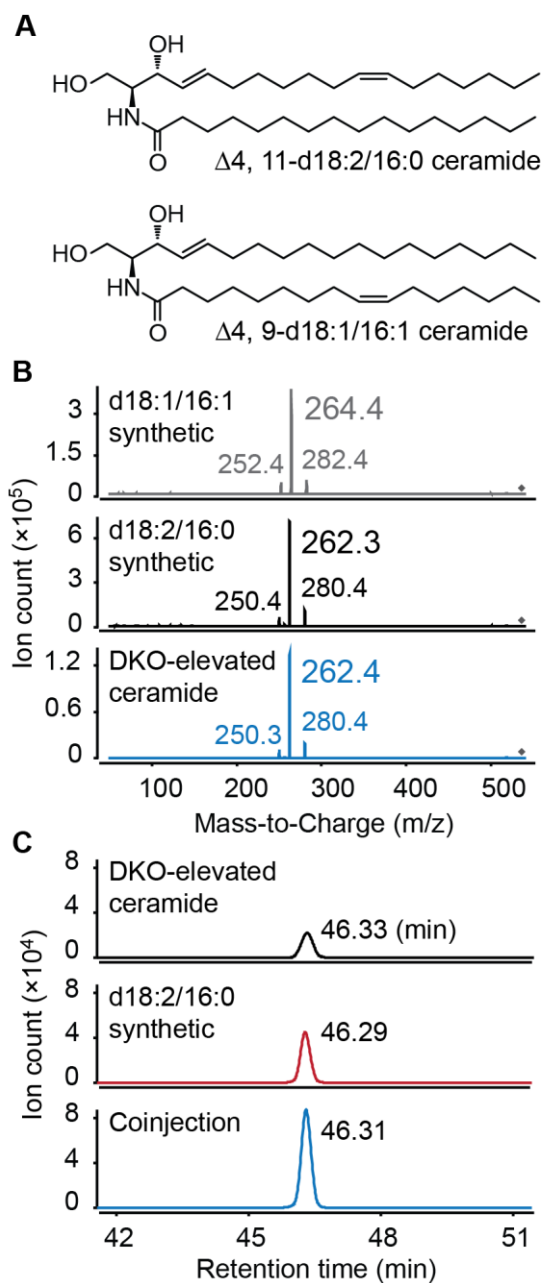 A
OH
HO
HN
O
Δ4, 11-d18:2/16:0 ceramide
OH
HO
HN
O
Δ4, 9-d18:1/16:1 ceramide
B
Ion count (×10⁵)
d18:1/16:1
synthetic
3
1.5
0
264.4
252.4
282.4
d18:2/16:0
synthetic
6
3
0
262.3
250.4
280.4
DKO-elevated
ceramide
1.2
0.6
0
262.4
250.3
280.4
100 200 300 400 500
Mass-to-Charge (m/z)
C
Ion count (×10⁴)
DKO-elevated
ceramide
8
4
0
46.33 (min)
d18:2/16:0
synthetic
8
4
0
46.29
Coinjection
8
4
0
46.31
42 45 48 51
Retention time (min)